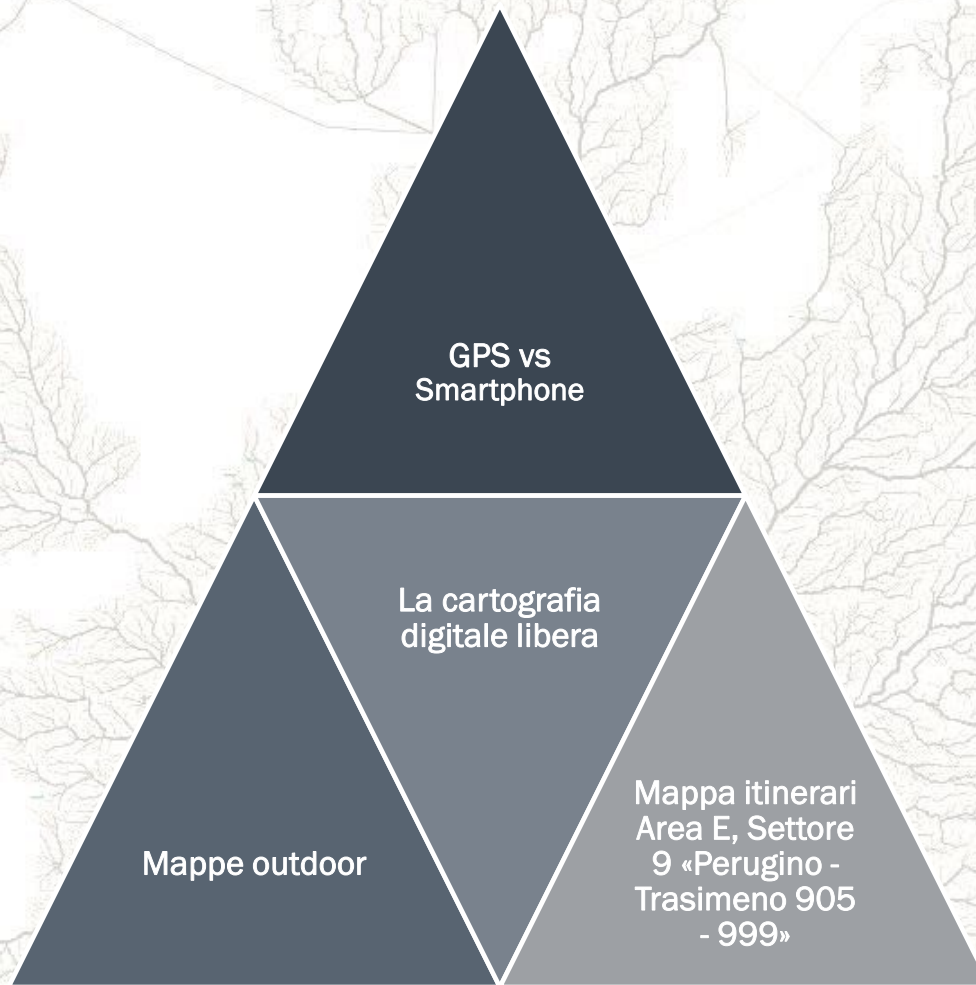 GPS vs
Smartphone
La cartografia
digitale libera
Mappe outdoor
Mappa itinerari
Area E, Settore
9 «Perugino -
Trasimeno 905
- 999»